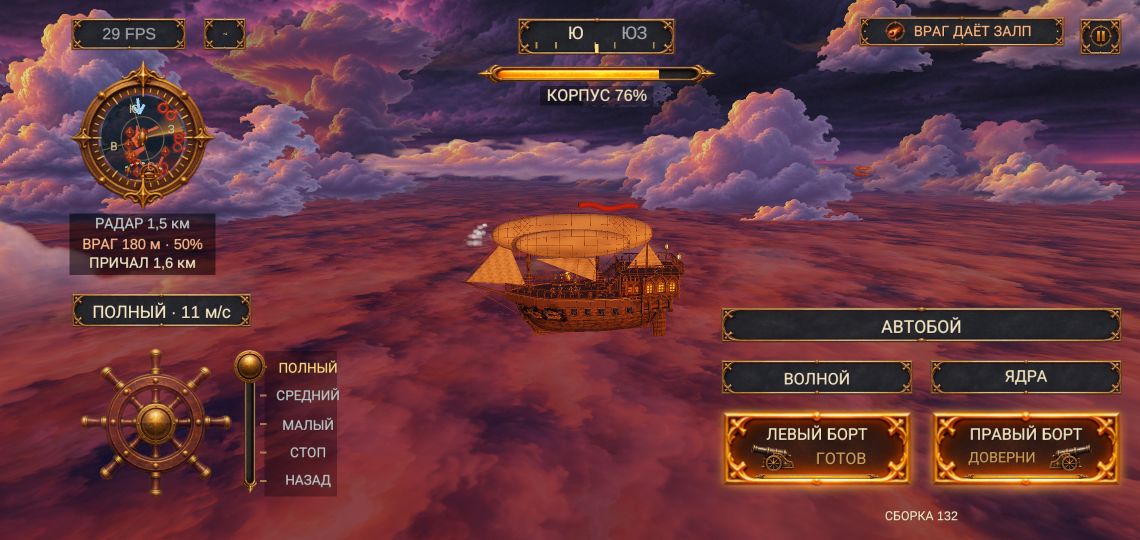 29 FPS
~
Ю
ЮЗ
КОРПУС 76%
ВРАГ ДАЁТ ЗАЛП
В
З
РАДАР 1,5 км
ВРАГ 180 м · 50%
ПРИЧАЛ 1,6 км
ПОЛНЫЙ · 11 м/с
ПОЛНЫЙ
СРЕДНИЙ
МАЛЫЙ
СТОП
НАЗАД
АВТОБОЙ
ВОЛНОЙ
ЯДРА
ЛЕВЫЙ БОРТ
ГОТОВ
ПРАВЫЙ БОРТ
ДОВЕРНИ
СБОРКА 132